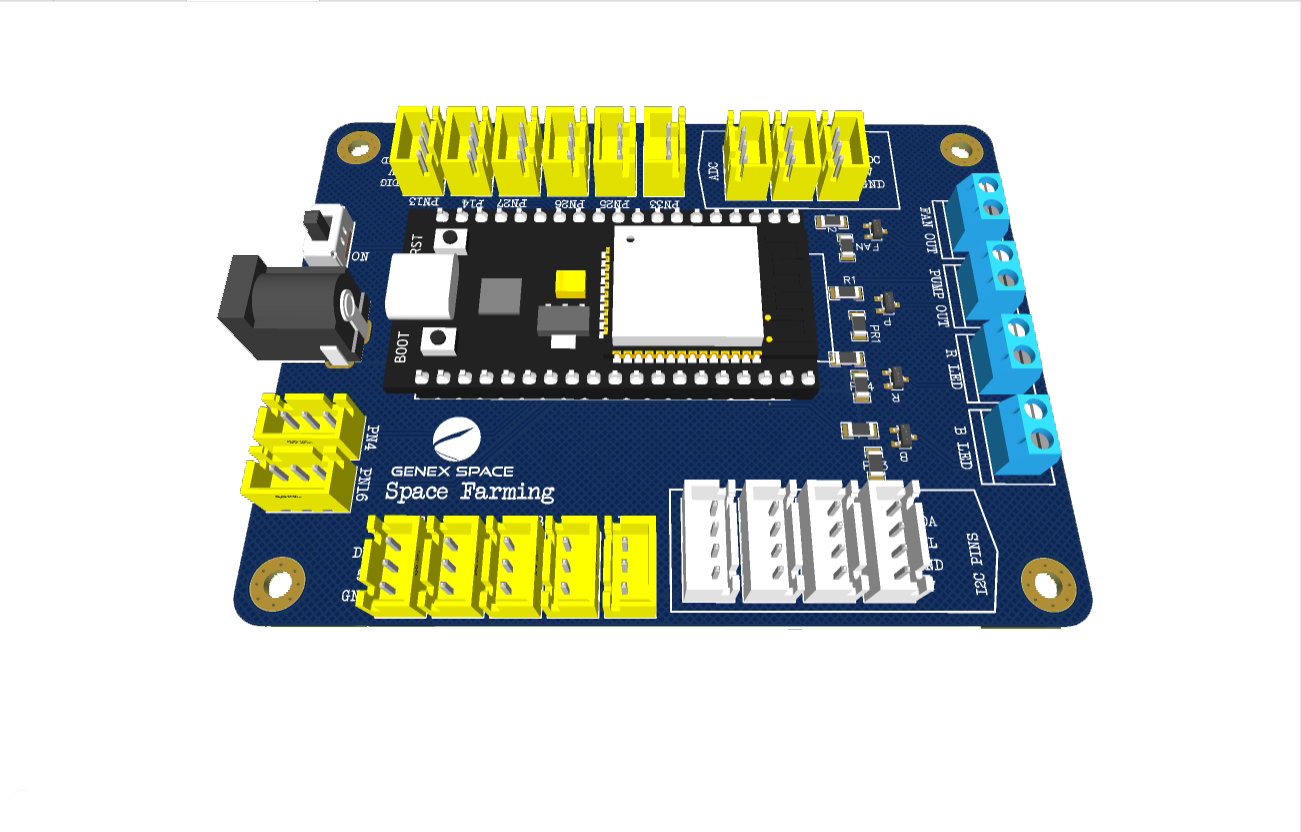 PN13
P14
PN27
PN26
PN25
PN33
ADC
GND
FAN OUT
ON
RST
R1
PUMP OUT
PR1
BOOT
R LED
PN4
B LED
PN16
GENEX SPACE
Space Farming
I2C PINS